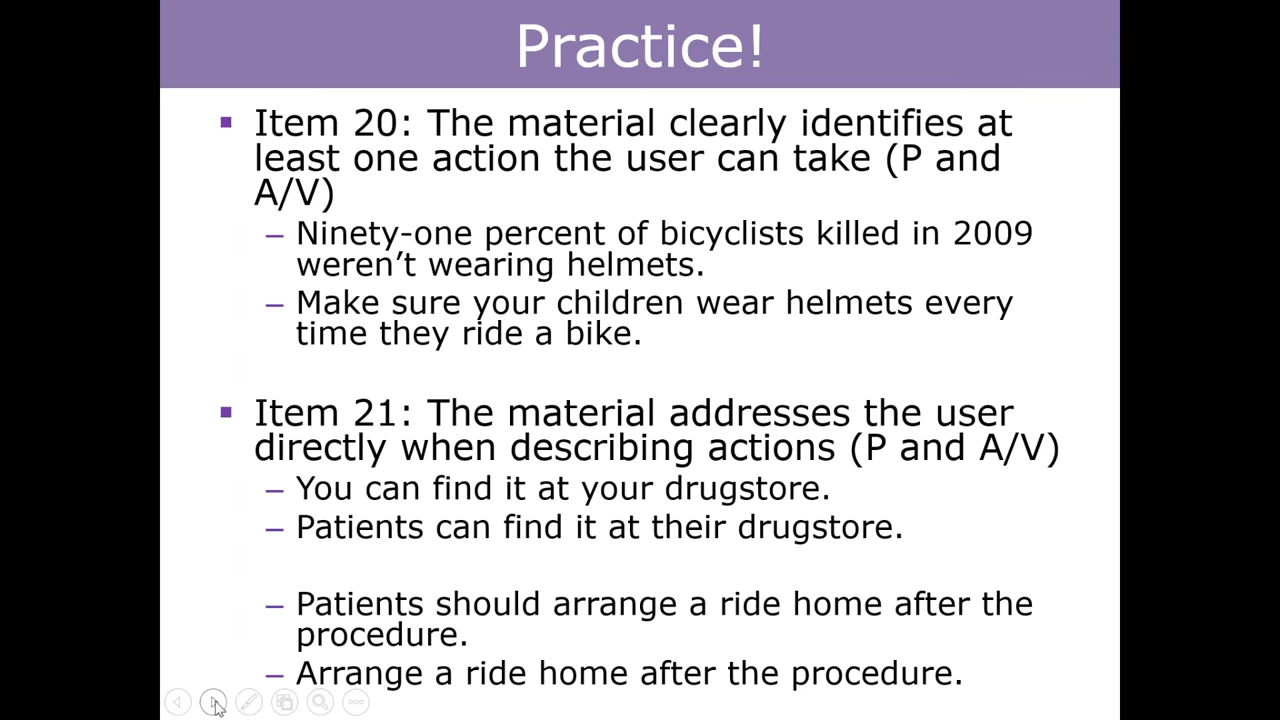 Practice!
▪ Item 20: The material clearly identifies at
least one action the user can take (P and
A/V)
– Ninety-one percent of bicyclists killed in 2009
weren’t wearing helmets.
– Make sure your children wear helmets every
time they ride a bike.
▪ Item 21: The material addresses the user
directly when describing actions (P and A/V)
– You can find it at your drugstore.
– Patients can find it at their drugstore.
– Patients should arrange a ride home after the
procedure.
– Arrange a ride home after the procedure.